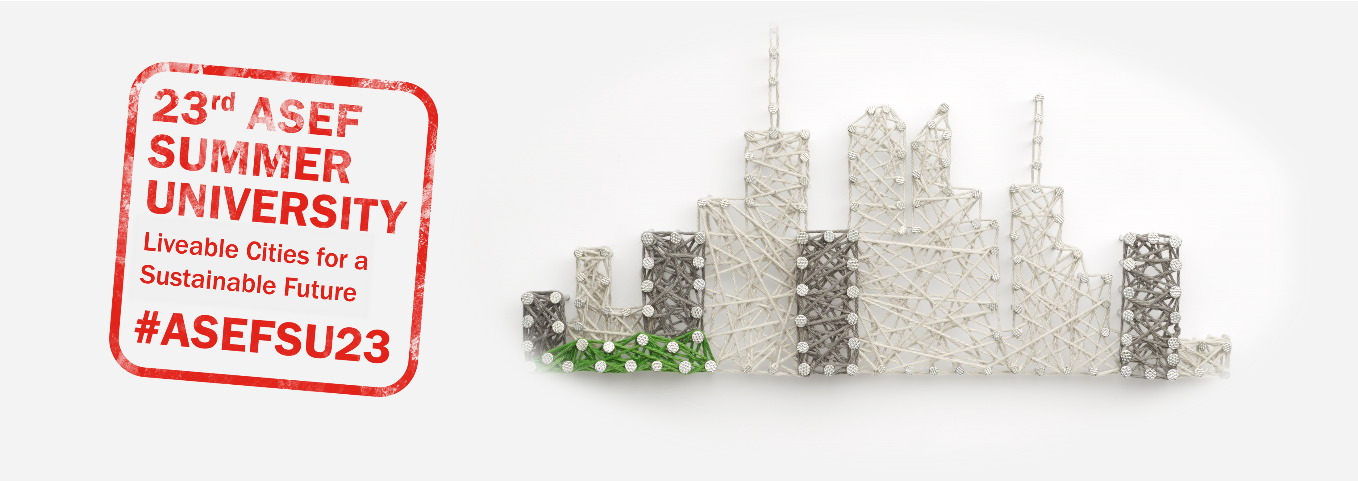 23rd ASEF
SUMMER
UNIVERSITY
Liveable Cities for a
Sustainable Future
#ASEFSU23